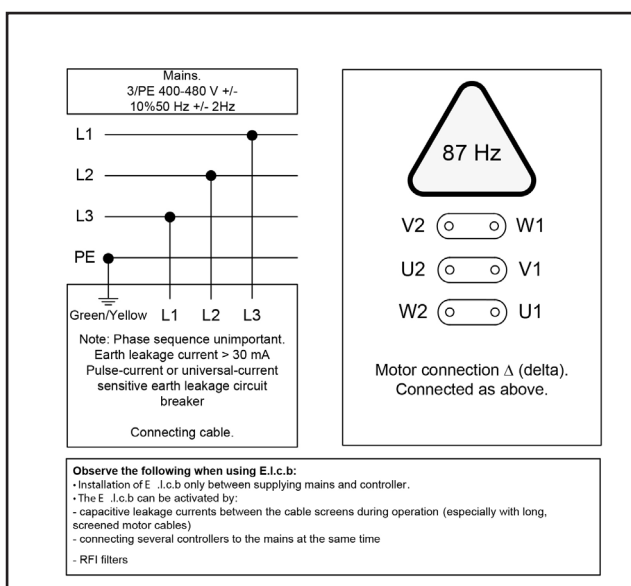 Mains.
3/PE 400-480 V +/-
10%50 Hz +/- 2Hz
L1
L2
L3
PE
Green/Yellow L1 L2 L3
Note: Phase sequence unimportant.
Earth leakage current > 30 mA
Pulse-current or universal-current
sensitive earth leakage circuit
breaker
Connecting cable.
87 Hz
V2 W1
U2 V1
W2 U1
Motor connection Δ (delta).
Connected as above.
Observe the following when using E.l.c.b:
• Installation of E .l.c.b only between supplying mains and controller.
• The E .l.c.b can be activated by:
- capacitive leakage currents between the cable screens during operation (especially with long,
screened motor cables)
- connecting several controllers to the mains at the same time
- RFI filters